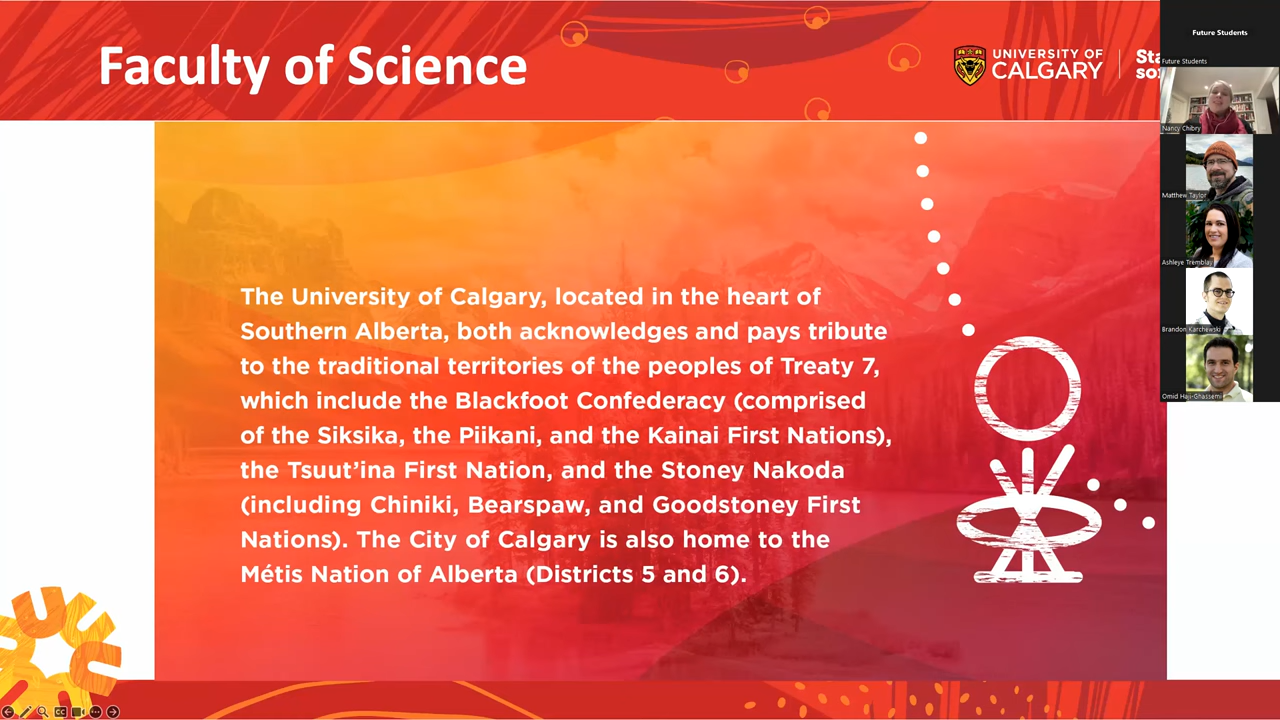 Faculty of Science
UNIVERSITY OF
CALGARY
Future Students
Future Students
Nancy Chibry
Matthew Taylor
Ashleye Tremblay
Brandon Karchewski
Omid Haji-Ghassemi
The University of Calgary, located in the heart of
Southern Alberta, both acknowledges and pays tribute
to the traditional territories of the peoples of Treaty 7,
which include the Blackfoot Confederacy (comprised
of the Siksika, the Piikani, and the Kainai First Nations),
the Tsuut’ina First Nation, and the Stoney Nakoda
(including Chiniki, Bearspaw, and Goodstoney First
Nations). The City of Calgary is also home to the
Métis Nation of Alberta (Districts 5 and 6).
CC